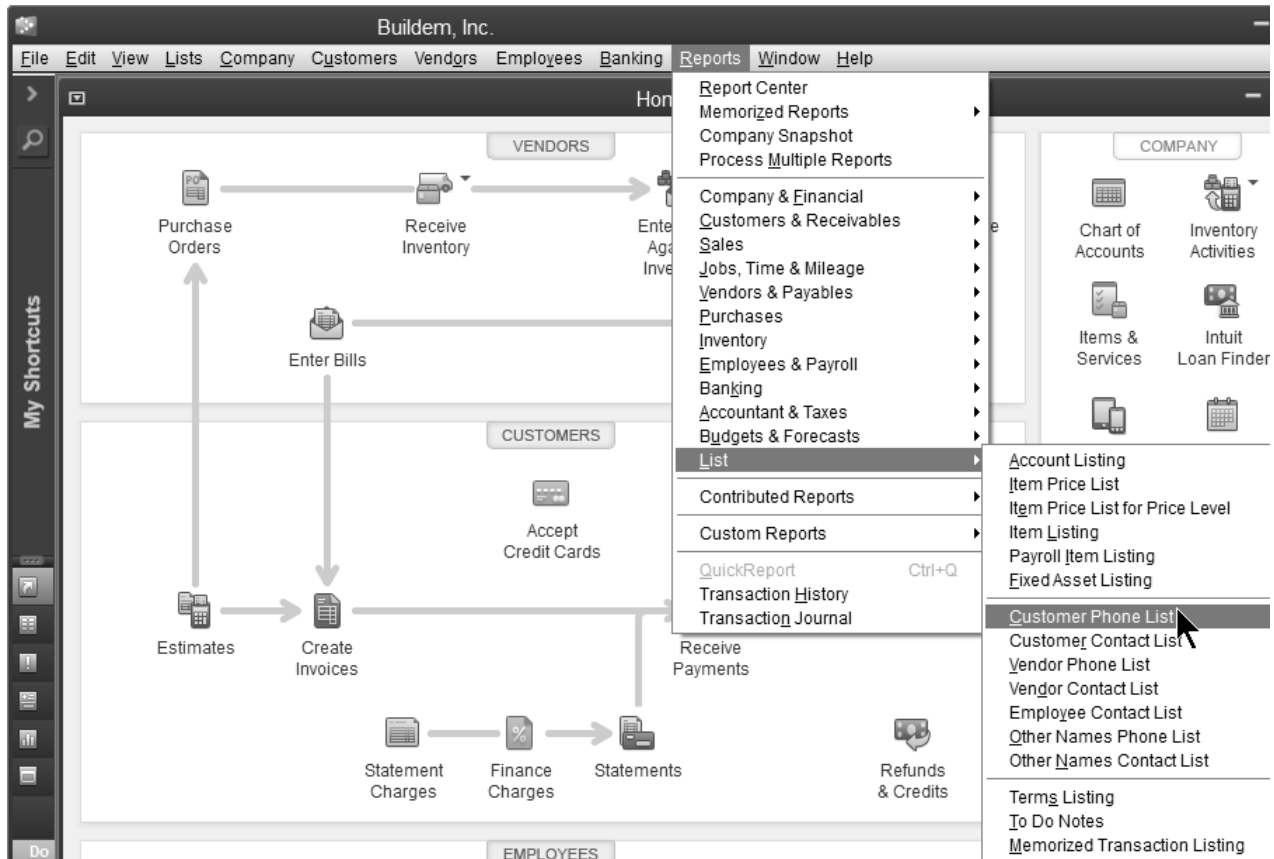 Buildem, Inc.
File Edit View Lists Company Customers Vendors Employees Banking Reports Window Help
Hon
My Shortcuts
Do
VENDORS
Purchase
Orders
Receive
Inventory
Ente
Aga
Inve
e
Enter Bills
CUSTOMERS
Accept
Credit Cards
Estimates
Create
Invoices
Receive
Payments
Statement
Charges
Finance
Charges
Statements
Refunds
& Credits
EMPLOYEES
COMPANY
Chart of
Accounts
Inventory
Activities
Items &
Services
Intuit
Loan Finder
Report Center
Memorized Reports
Company Snapshot
Process Multiple Reports
Company & Financial
Customers & Receivables
Sales
Jobs, Time & Mileage
Vendors & Payables
Purchases
Inventory
Employees & Payroll
Banking
Accountant & Taxes
Budgets & Forecasts
List
Contributed Reports
Custom Reports
QuickReport Ctrl+Q
Transaction History
Transaction Journal
Account Listing
Item Price List
Item Price List for Price Level
Item Listing
Payroll Item Listing
Fixed Asset Listing
Customer Phone List
Customer Contact List
Vendor Phone List
Vendor Contact List
Employee Contact List
Other Names Phone List
Other Names Contact List
Terms Listing
To Do Notes
Memorized Transaction Listing